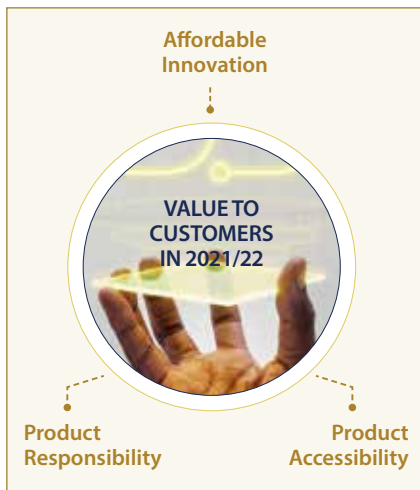 Affordable
Innovation
VALUE TO
CUSTOMERS
IN 2021/22
Product
Responsibility
Product
Accessibility